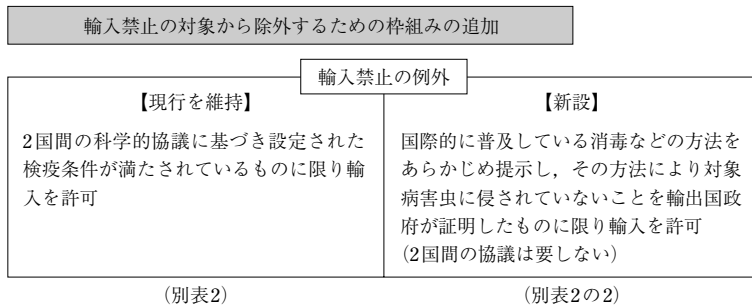 輸入禁止の対象から除外するための枠組みの追加
輸入禁止の例外
【現行を維持】
2国間の科学的協議に基づき設定された
検疫条件が満たされているものに限り輸
入を許可
(別表2)
【新設】
国際的に普及している消毒などの方法を
あらかじめ提示し，その方法により対象
病害虫に侵されていないことを輸出国政
府が証明したものに限り輸入を許可
(2国間の協議は要しない)
(別表2の2)